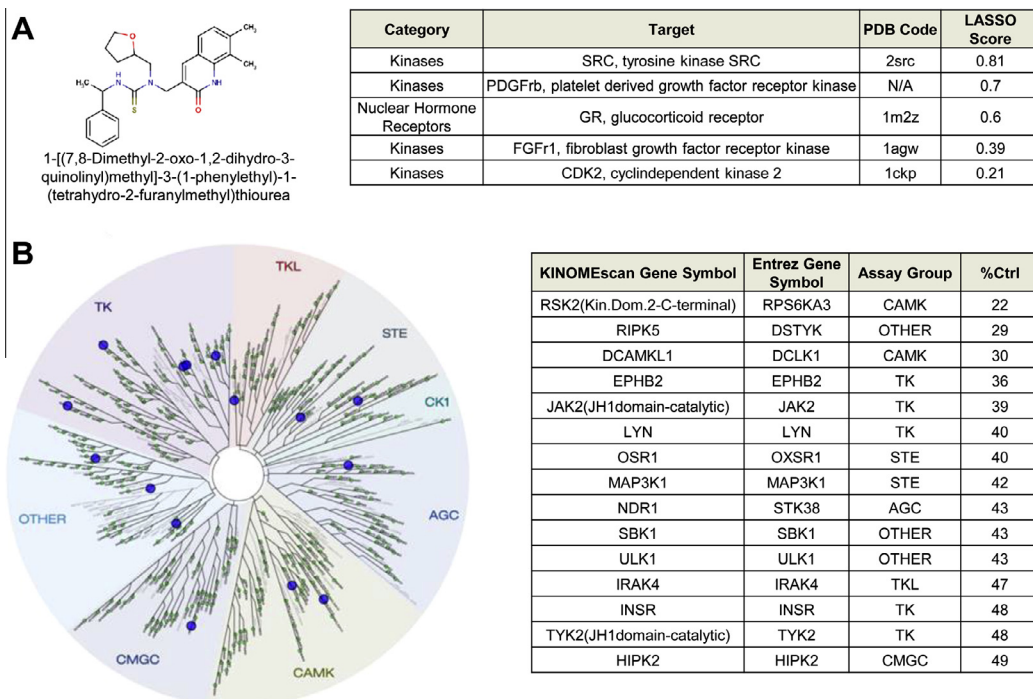 A
O
CH₃
CH₃
H
N
N
H₃C
NH
S
O
1-[(7,8-Dimethyl-2-oxo-1,2-dihydro-3-
quinolinyl)methyl]-3-(1-phenylethyl)-1-
(tetrahydro-2-furanylmethyl)thiourea
Category Target PDB Code LASSO Score
Kinases SRC, tyrosine kinase SRC 2src 0.81
Kinases PDGFrb, platelet derived growth factor receptor kinase N/A 0.7
Nuclear Hormone Receptors GR, glucocorticoid receptor 1m2z 0.6
Kinases FGFr1, fibroblast growth factor receptor kinase 1agw 0.39
Kinases CDK2, cyclindependent kinase 2 1ckp 0.21
B
TKL
TK
STE
CK1
AGC
OTHER
CMGC
CAMK
KINOMEscan Gene Symbol Entrez Gene Symbol Assay Group %Ctrl
RSK2(Kin.Dom.2-C-terminal) RPS6KA3 CAMK 22
RIPK5 DSTYK OTHER 29
DCAMKL1 DCLK1 CAMK 30
EPHB2 EPHB2 TK 36
JAK2(JH1domain-catalytic) JAK2 TK 39
LYN LYN TK 40
OSR1 OXSR1 STE 40
MAP3K1 MAP3K1 STE 42
NDR1 STK38 AGC 43
SBK1 SBK1 OTHER 43
ULK1 ULK1 OTHER 43
IRAK4 IRAK4 TKL 47
INSR INSR TK 48
TYK2(JH1domain-catalytic) TYK2 TK 48
HIPK2 HIPK2 CMGC 49